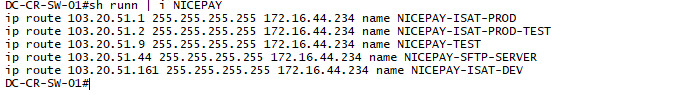 DC-CR-SW-01#sh runn | i NICEPAY
ip route 103.20.51.1 255.255.255.255 172.16.44.234 name NICEPAY-ISAT-PROD
ip route 103.20.51.2 255.255.255.255 172.16.44.234 name NICEPAY-ISAT-PROD-TEST
ip route 103.20.51.9 255.255.255.255 172.16.44.234 name NICEPAY-TEST
ip route 103.20.51.44 255.255.255.255 172.16.44.234 name NICEPAY-SFTP-SERVER
ip route 103.20.51.161 255.255.255.255 172.16.44.234 name NICEPAY-ISAT-DEV
DC-CR-SW-01#